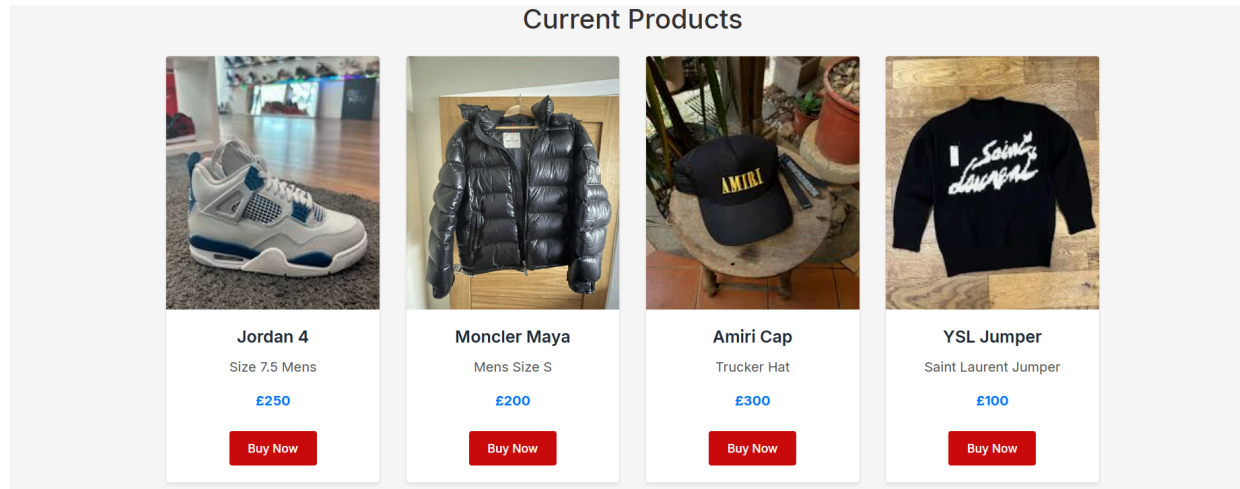 Current Products
AMIRI
Saint
Laurent
Jordan 4
Size 7.5 Mens
£250
Buy Now
Moncler Maya
Mens Size S
£200
Buy Now
Amiri Cap
Trucker Hat
£300
Buy Now
YSL Jumper
Saint Laurent Jumper
£100
Buy Now